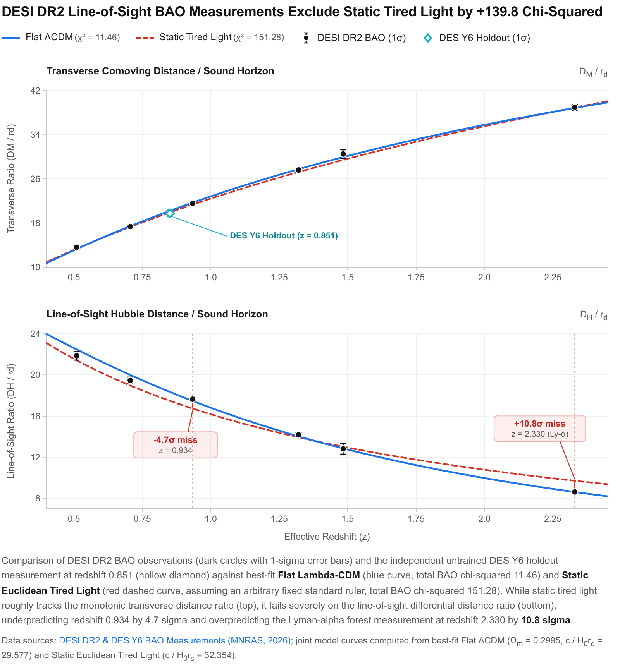 DESI DR2 Line-of-Sight BAO Measurements Exclude Static Tired Light by +139.8 Chi-Squared
Flat ΛCDM (χ² = 11.46) Static Tired Light (χ² = 151.28) DESI DR2 BAO (1σ) DES Y6 Holdout (1σ)
Transverse Comoving Distance / Sound Horizon
D_M / r_d
Transverse Ratio (DM / rd)
42
34
26
18
10
DES Y6 Holdout (z = 0.851)
0.5 0.75 1.0 1.25 1.5 1.75 2.0 2.25
Line-of-Sight Hubble Distance / Sound Horizon
D_H / r_d
Line-of-Sight Ratio (DH / rd)
24
20
16
12
8
-4.7σ miss
z = 0.934
+10.8σ miss
z = 2.330 (Ly-α)
0.5 0.75 1.0 1.25 1.5 1.75 2.0 2.25
Effective Redshift (z)
Comparison of DESI DR2 BAO observations (dark circles with 1-sigma error bars) and the independent untrained DES Y6 holdout
measurement at redshift 0.851 (hollow diamond) against best-fit Flat Lambda-CDM (blue curve, total BAO chi-squared 11.46) and Static
Euclidean Tired Light (red dashed curve, assuming an arbitrary fixed standard ruler, total BAO chi-squared 151.28). While static tired light
roughly tracks the monotonic transverse distance ratio (top), it fails severely on the line-of-sight differential distance ratio (bottom),
underpredicting redshift 0.934 by 4.7 sigma and overpredicting the Lyman-alpha forest measurement at redshift 2.330 by 10.8 sigma.
Data sources: DESI DR2 & DES Y6 BAO Measurements (MNRAS, 2026); joint model curves computed from best-fit Flat ΛCDM (Ω_m = 0.2995, c / H₀r_d =
29.577) and Static Euclidean Tired Light (c / H₀r_s = 32.354).